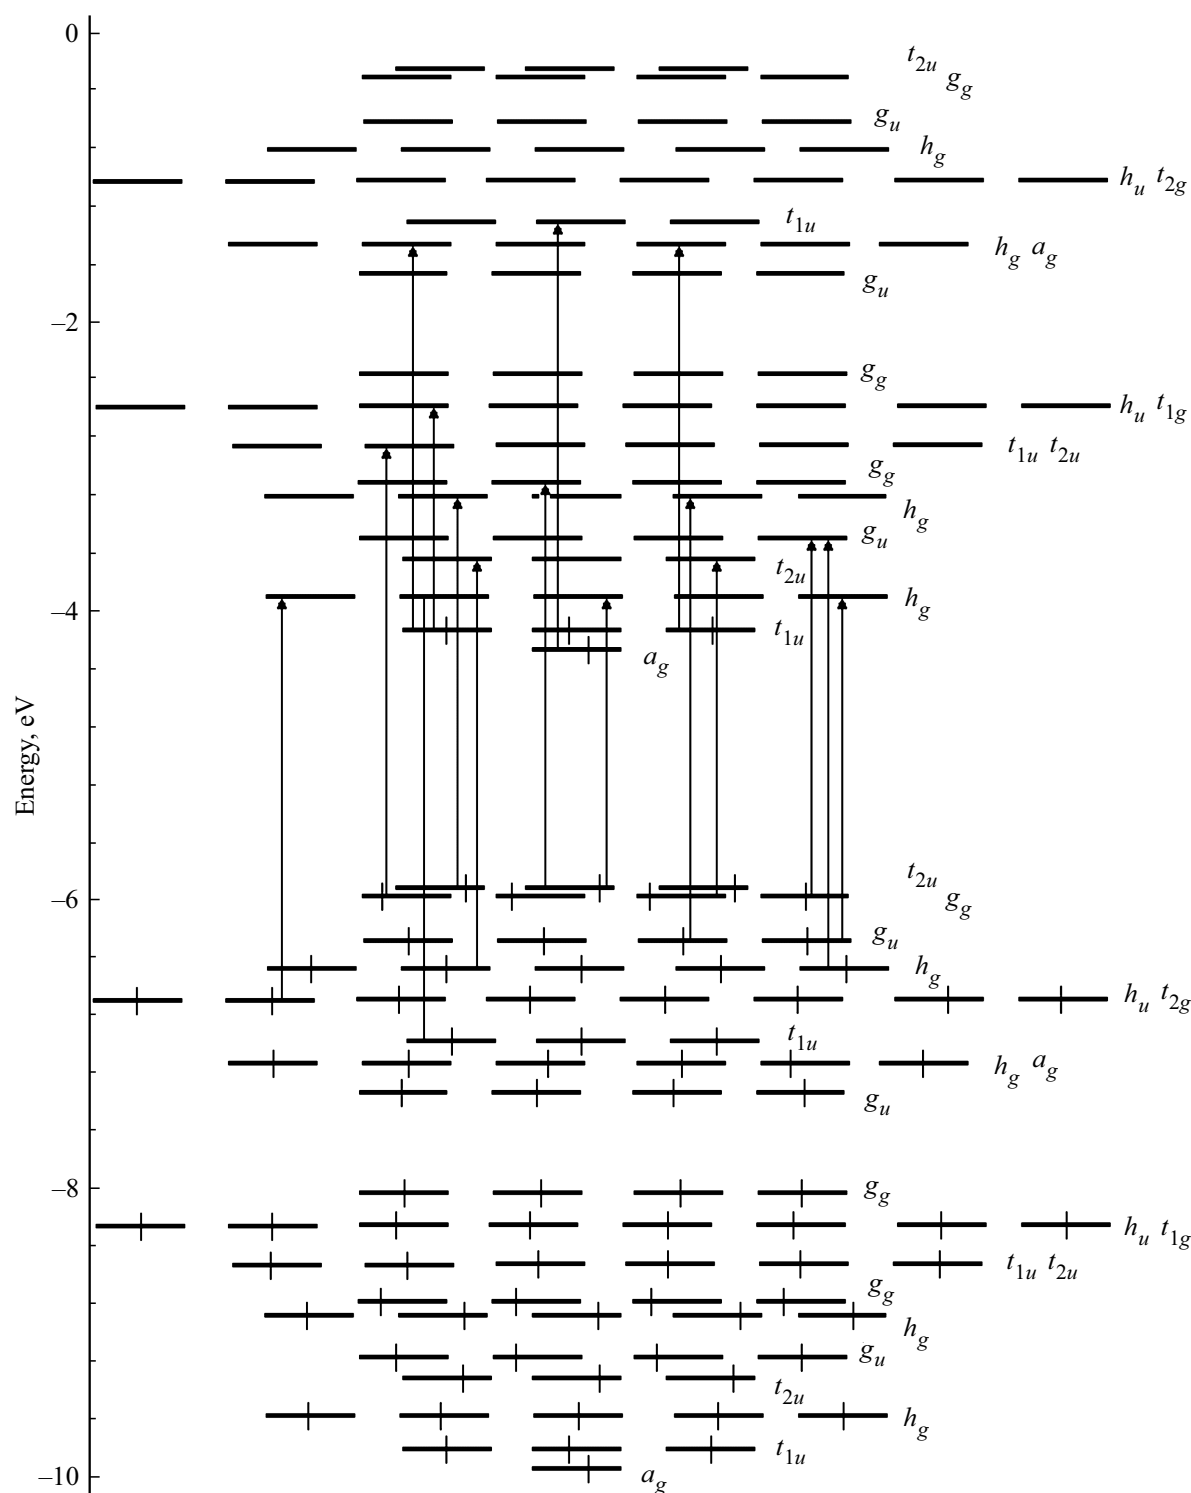 0
t2u
gg
gu
hg
hu t2g
t1u
hg ag
gu
–2
gg
hu t1g
t1u t2u
gg
hg
gu
t2u
hg
–4
t1u
ag
Energy, eV
t2u
gg
–6
gu
hg
hu t2g
t1u
hg ag
gu
–8
gg
hu t1g
t1u t2u
gg
hg
gu
t2u
hg
t1u
ag
–10